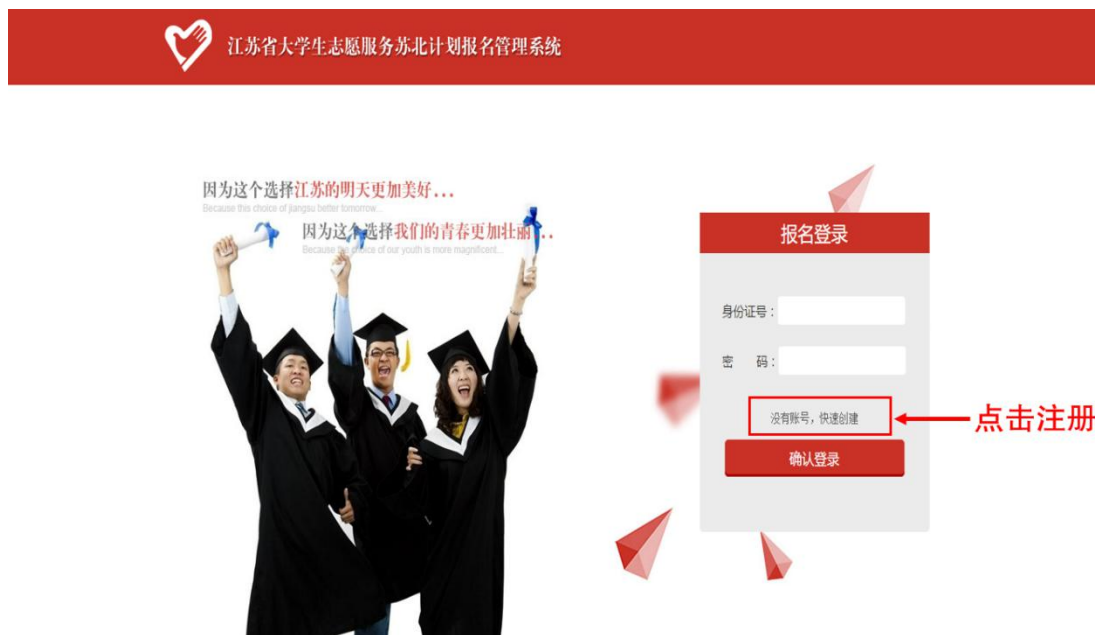 江苏省大学生志愿服务苏北计划报名管理系统
因为这个选择江苏的明天更加美好...
Because this choice of jiangsu better tomorrow...
因为这个选择我们的青春更加壮丽...
Because the choice of our youth is more magnificent...
报名登录
身份证号：
密 码：
没有账号，快速创建
点击注册
确认登录